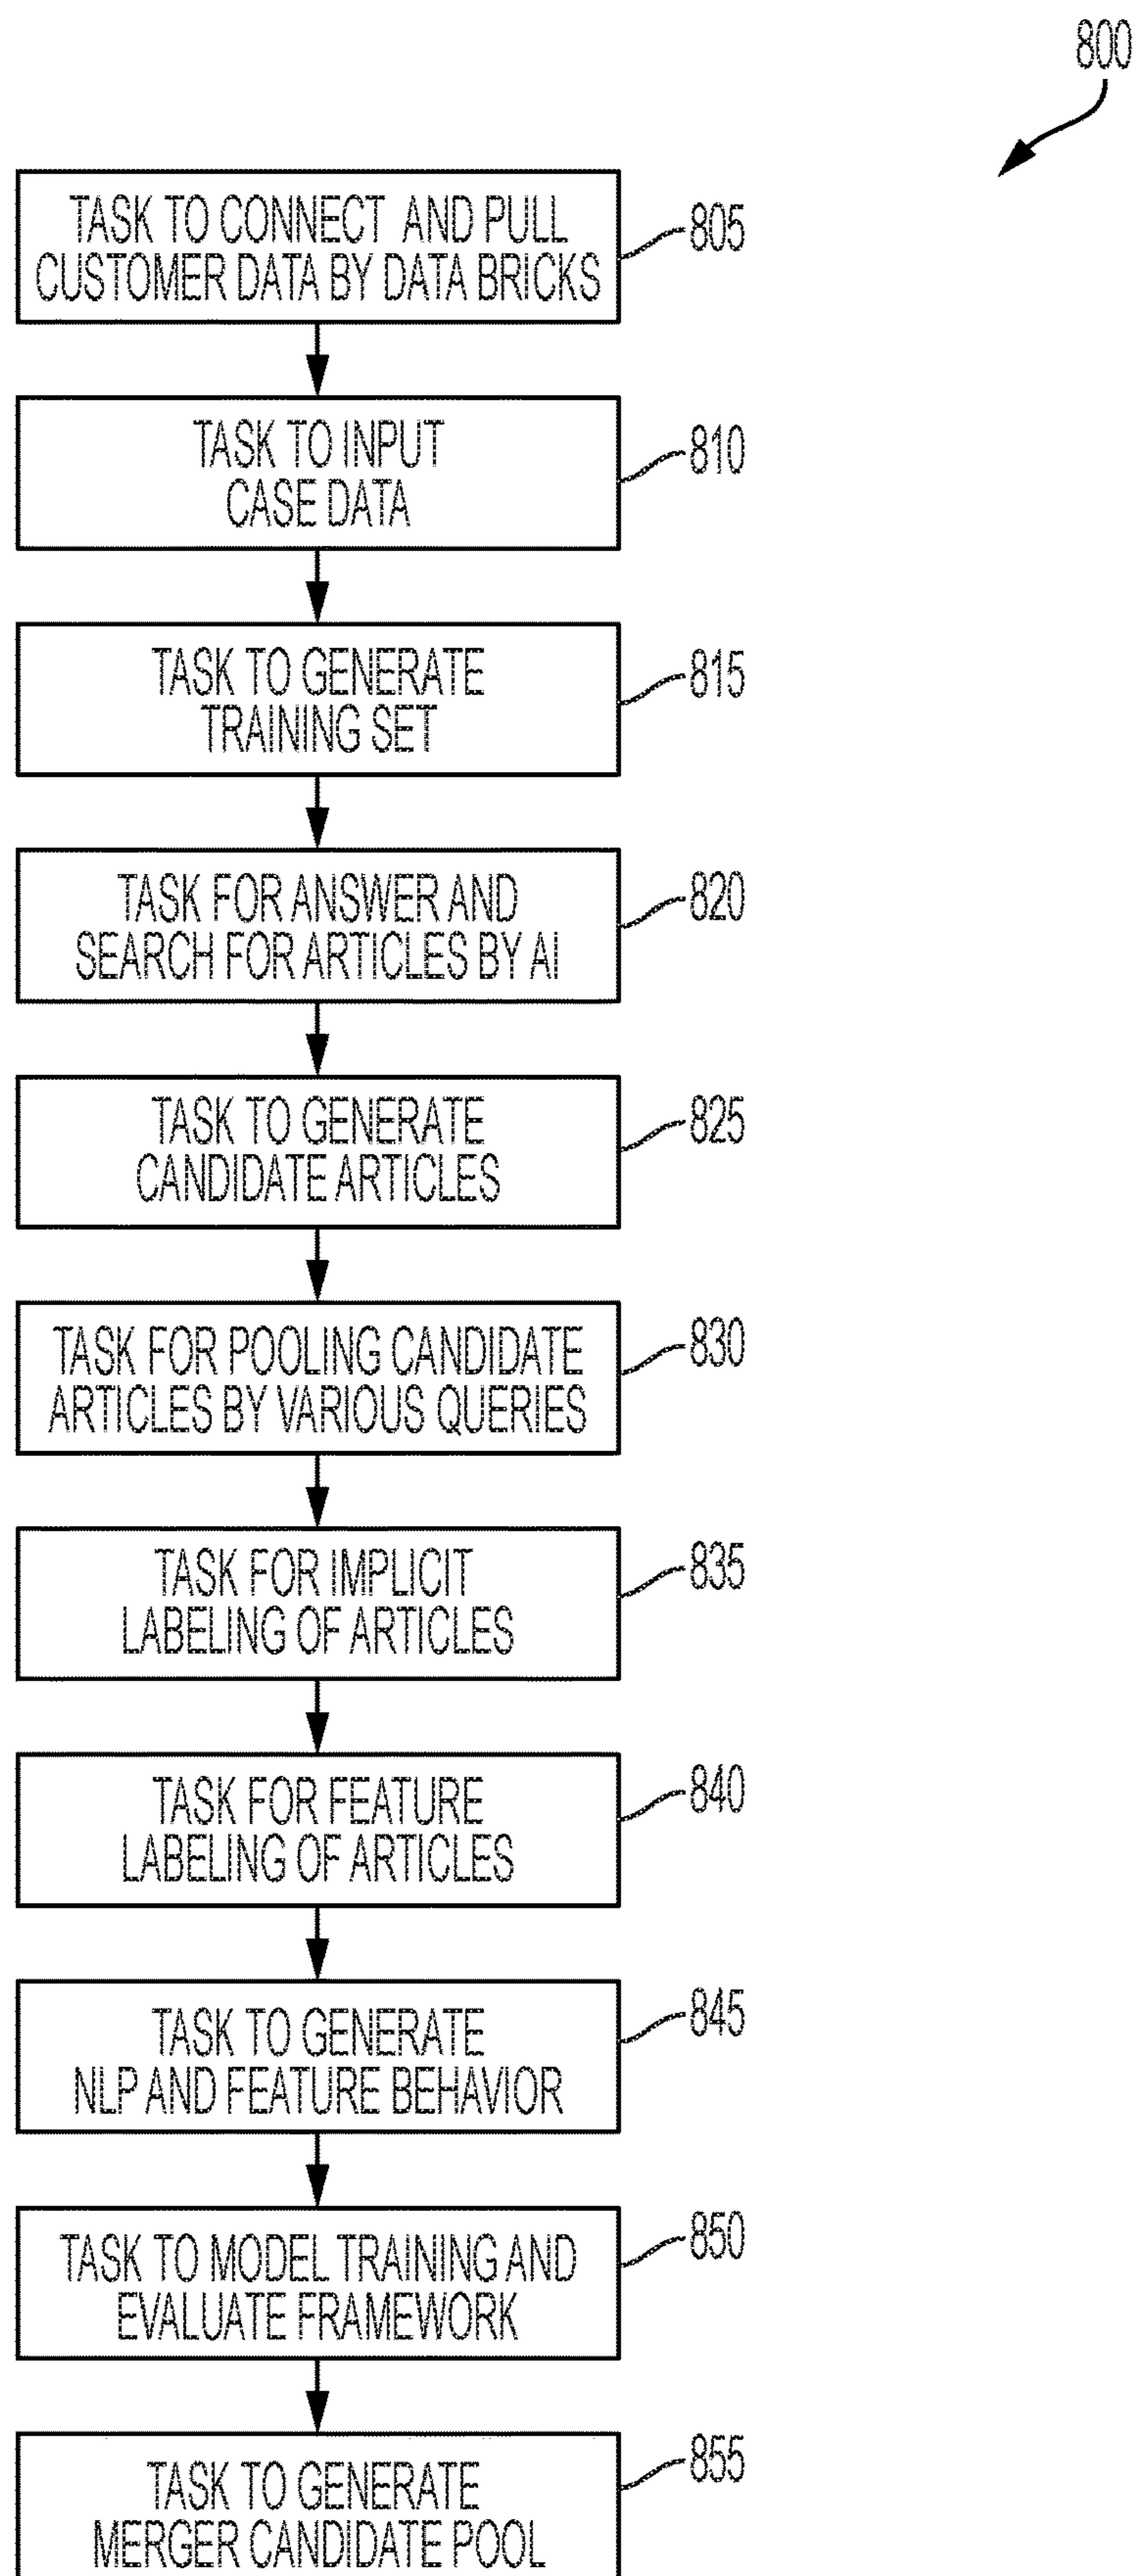 800
TASK TO CONNECT AND PULL
CUSTOMER DATA BY DATA BRICKS
805
TASK TO INPUT
CASE DATA
810
TASK TO GENERATE
TRAINING SET
815
TASK FOR ANSWER AND
SEARCH FOR ARTICLES BY AI
820
TASK TO GENERATE
CANDIDATE ARTICLES
825
TASK FOR POOLING CANDIDATE
ARTICLES BY VARIOUS QUERIES
830
TASK FOR IMPLICIT
LABELING OF ARTICLES
835
TASK FOR FEATURE
LABELING OF ARTICLES
840
TASK TO GENERATE
NLP AND FEATURE BEHAVIOR
845
TASK TO MODEL TRAINING AND
EVALUATE FRAMEWORK
850
TASK TO GENERATE
MERGER CANDIDATE POOL
855